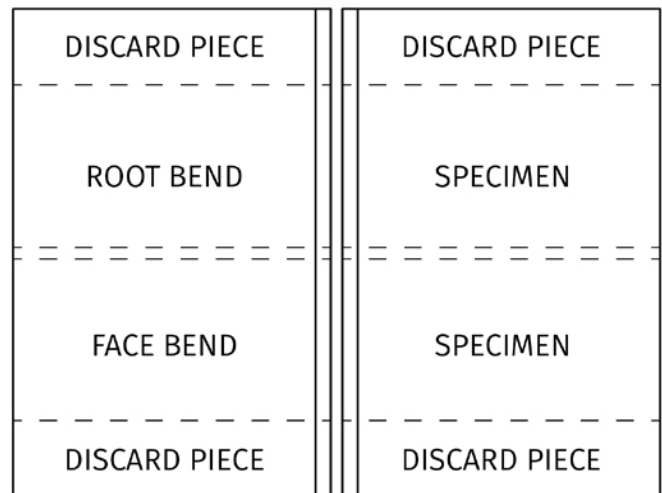 DISCARD PIECE DISCARD PIECE
ROOT BEND SPECIMEN
FACE BEND SPECIMEN
DISCARD PIECE DISCARD PIECE